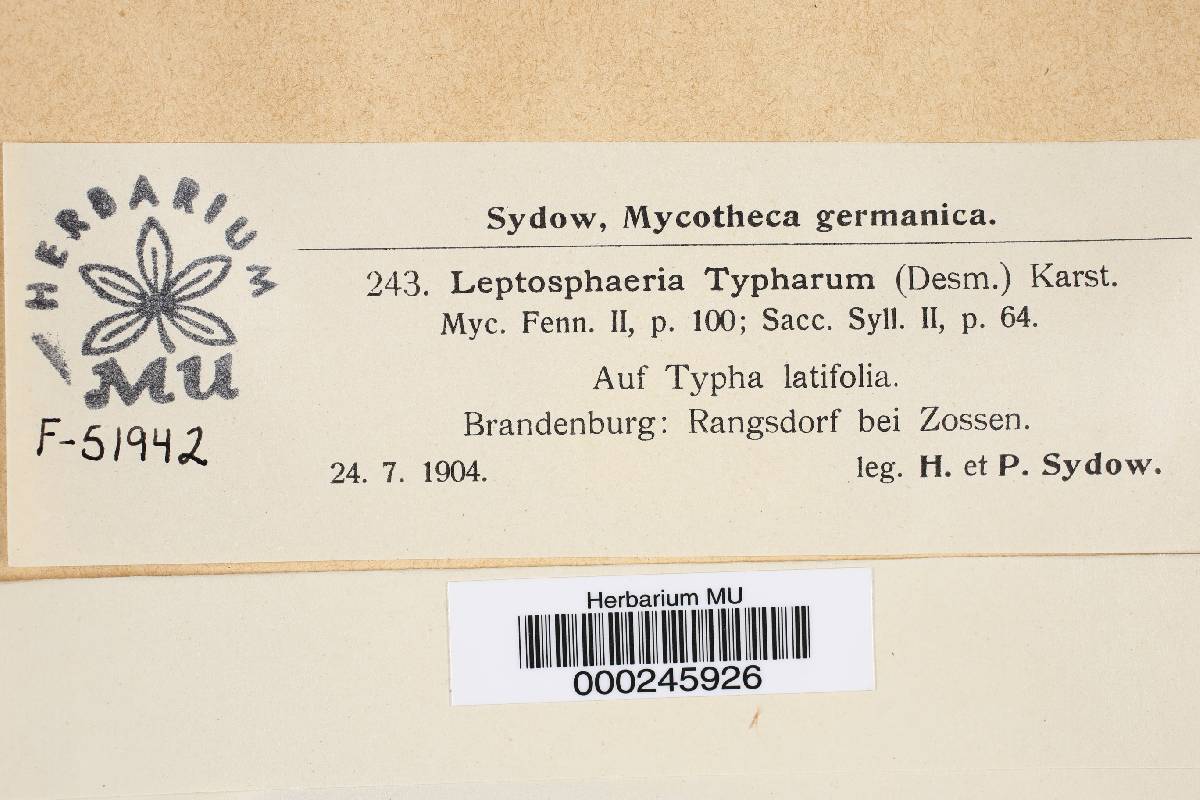 HERBARIUM
MU
F-51942
Sydow, Mycotheca germanica.
243. Leptosphaeria Typharum (Desm.) Karst.
Myc. Fenn. II, p. 100; Sacc. Syll. II, p. 64.
Auf Typha latifolia.
Brandenburg: Rangsdorf bei Zossen.
24. 7. 1904. leg. H. et P. Sydow.
Herbarium MU
000245926